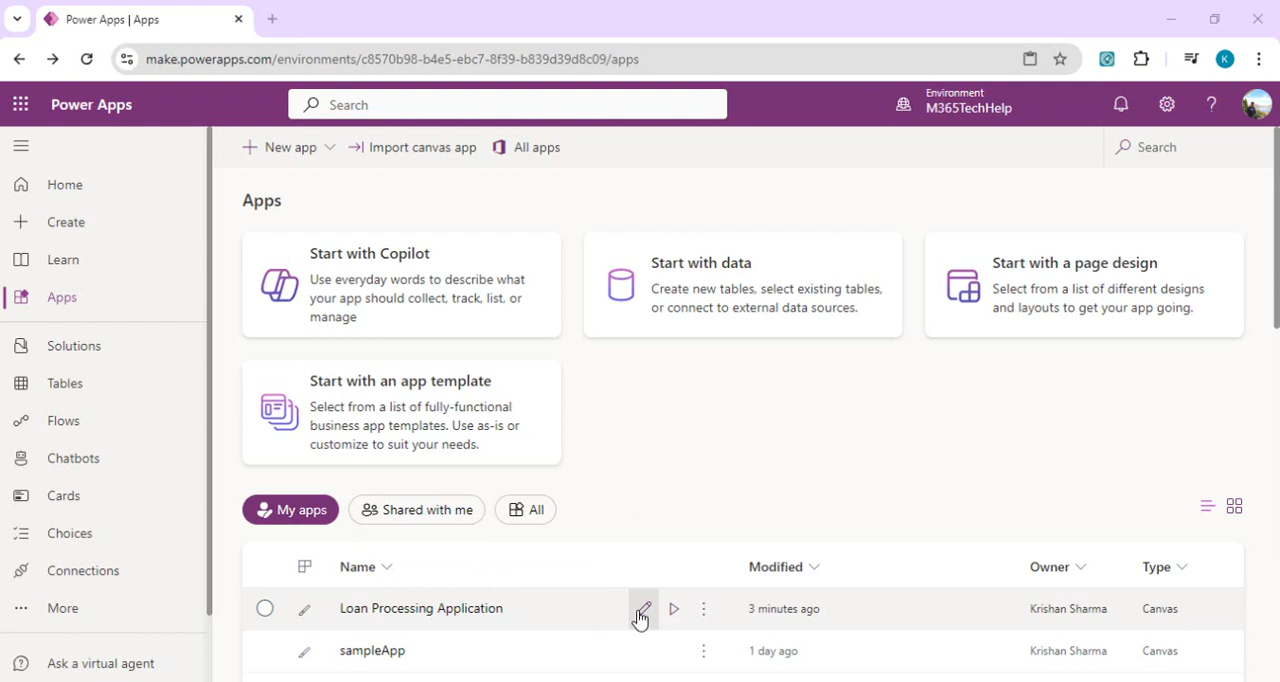 Power Apps | Apps
make.powerapps.com/environments/c8570b98-b4e5-ebc7-8f39-b839d39d8c09/apps
K
Power Apps
Search
Environment
M365TechHelp
New app
Import canvas app
All apps
Search
Home
Create
Learn
Apps
Solutions
Tables
Flows
Chatbots
Cards
Choices
Connections
More
Ask a virtual agent
Apps
Start with Copilot
Use everyday words to describe what
your app should collect, track, list, or
manage
Start with data
Create new tables, select existing tables,
or connect to external data sources.
Start with a page design
Select from a list of different designs
and layouts to get your app going.
Start with an app template
Select from a list of fully-functional
business app templates. Use as-is or
customize to suit your needs.
My apps
Shared with me
All
Name
Modified
Owner
Type
Loan Processing Application
3 minutes ago
Krishan Sharma
Canvas
sampleApp
1 day ago
Krishan Sharma
Canvas